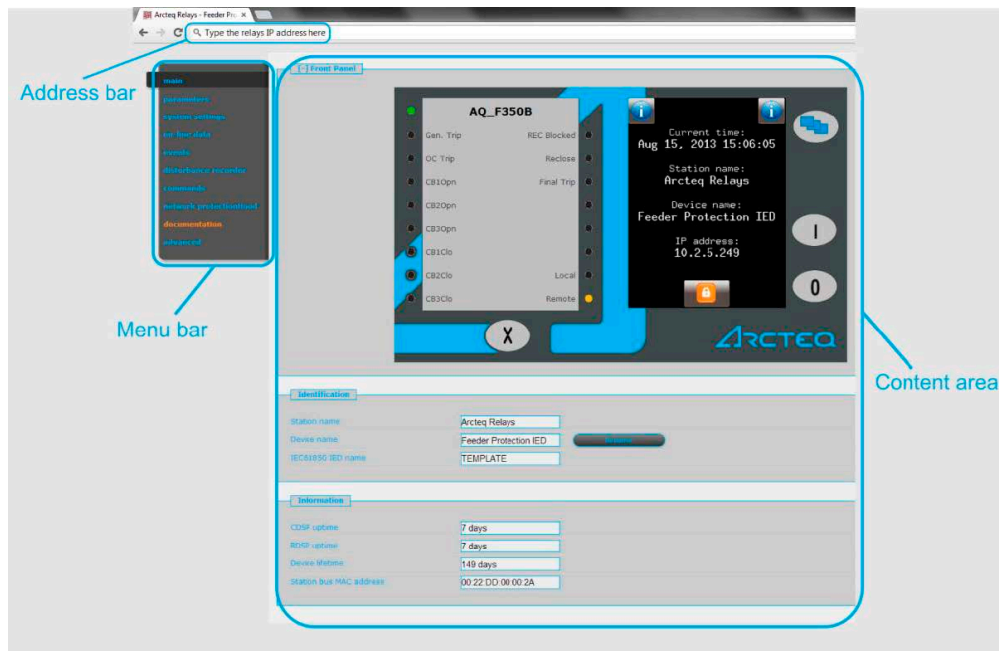 Arcteq Relays - Feeder Pro
Type the relays IP address here
Address bar
main
parameters
system settings
on-line data
events
disturbance recorder
commands
documentation
advanced
Menu bar
[-] Front Panel
AQ_F350B
Gen. Trip REC Blocked
OC Trip Reclose
CB1Opn Final Trip
CB2Opn
CB3Opn
CB1Clo
CB2Clo Local
CB3Clo Remote
X
Current time:
Aug 15, 2013 15:06:05
Station name:
Arcteq Relays
Device name:
Feeder Protection IED
IP address:
10.2.5.249
I
0
ARCTEQ
Content area
Identification
Station name Arcteq Relays
Device name Feeder Protection IED
IEC61850 IED name TEMPLATE
Information
CDSP uptime 7 days
RDSP uptime 7 days
Device lifetime 149 days
Station bus MAC address 00:22:DD:00:00:2A